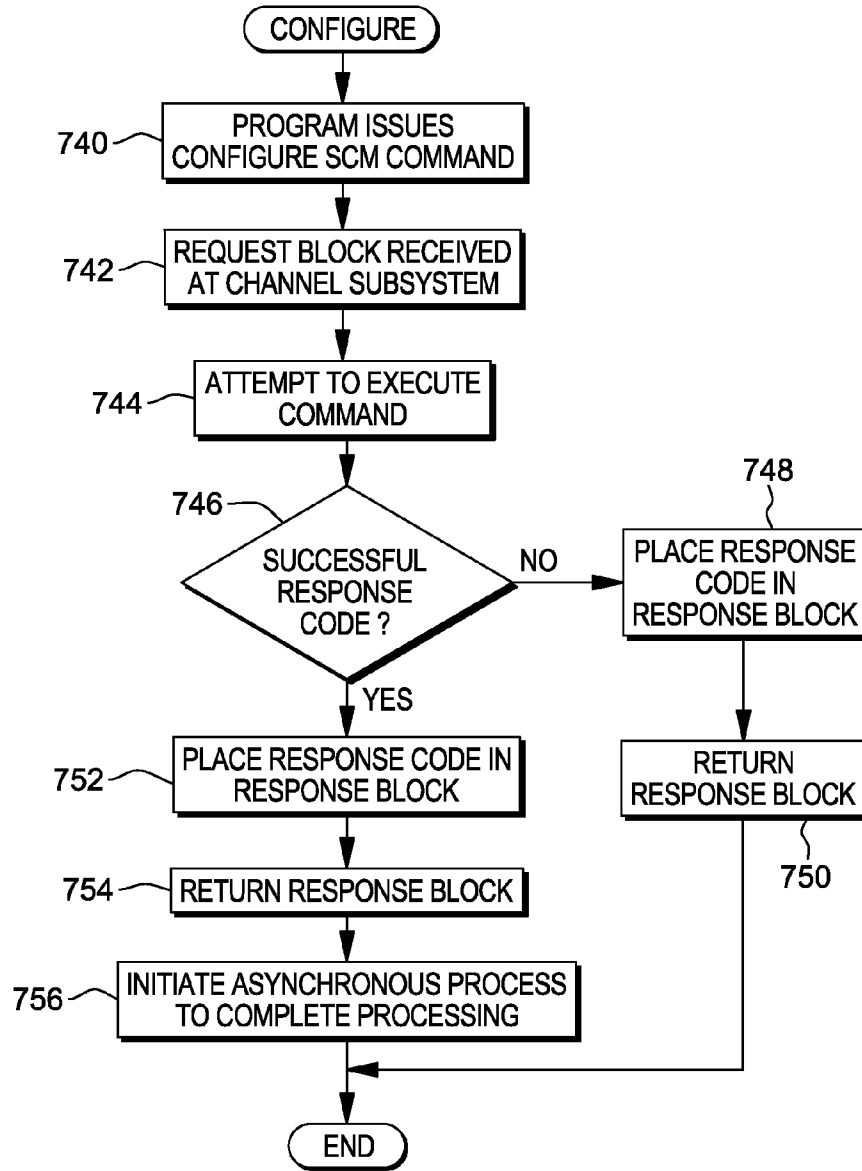 CONFIGURE
740
PROGRAM ISSUES
CONFIGURE SCM COMMAND
742
REQUEST BLOCK RECEIVED
AT CHANNEL SUBSYSTEM
744
ATTEMPT TO EXECUTE
COMMAND
746
SUCCESSFUL
RESPONSE
CODE ?
NO
748
PLACE RESPONSE
CODE IN
RESPONSE BLOCK
YES
752
PLACE RESPONSE CODE IN
RESPONSE BLOCK
RETURN
RESPONSE BLOCK
750
754
RETURN RESPONSE BLOCK
756
INITIATE ASYNCHRONOUS PROCESS
TO COMPLETE PROCESSING
END